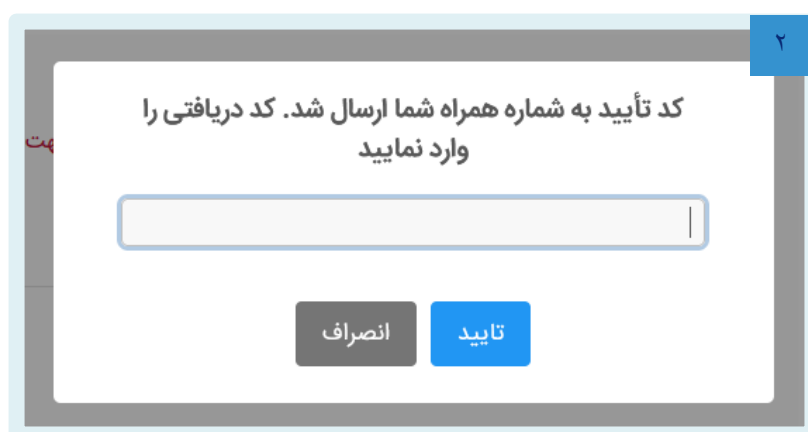 ۲
کد تأیید به شماره همراه شما ارسال شد. کد دریافتی را
وارد نمایید
تایید
انصراف